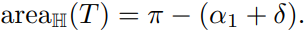 area_ℍ(T) = π − (α₁ + δ).